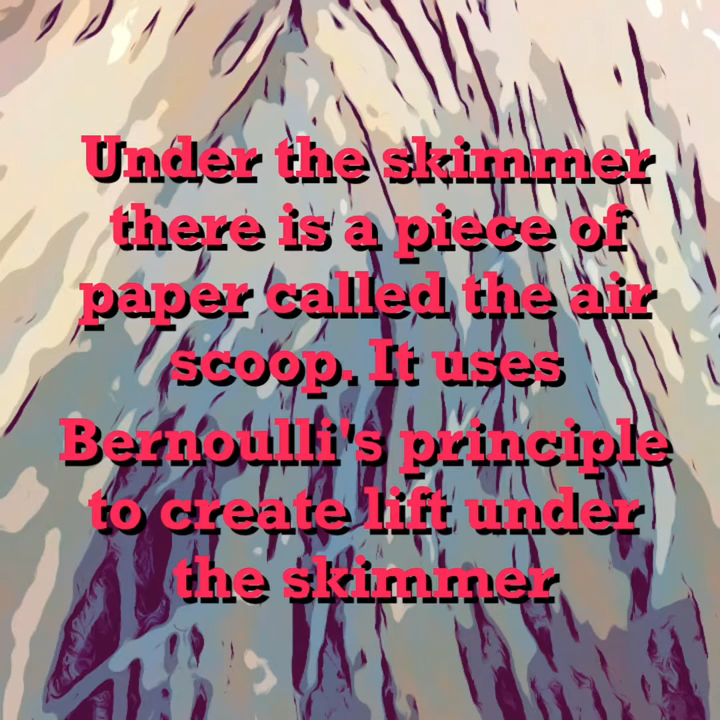 Under the skimmer
there is a piece of
paper called the air
scoop. It uses
Bernoulli's principle
to create lift under
the skimmer